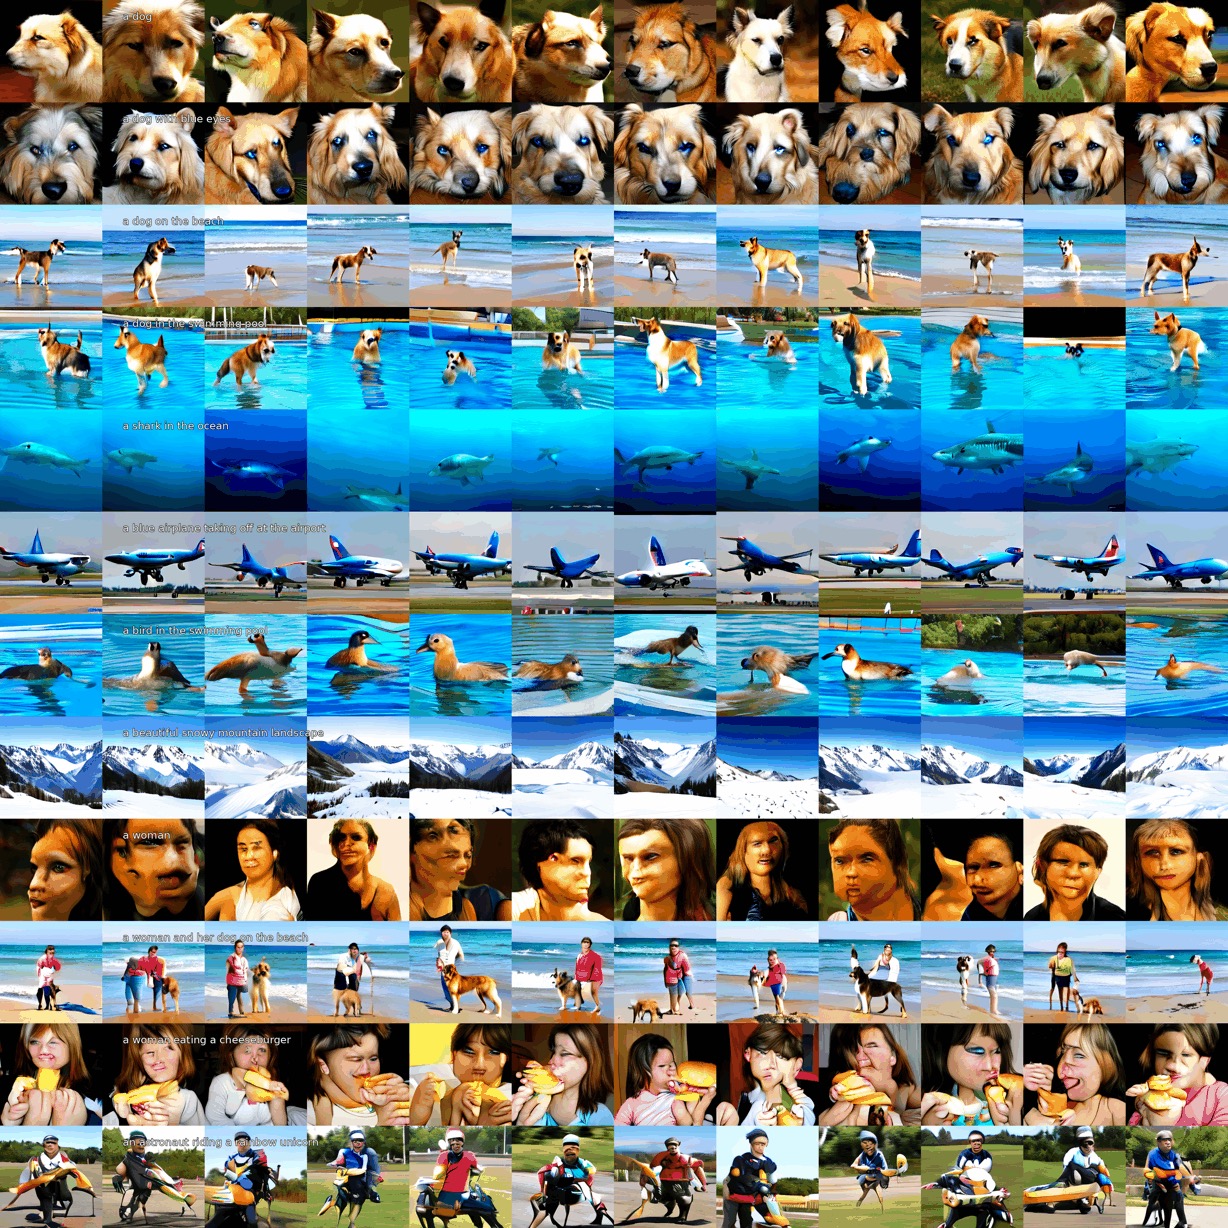 a dog
a dog with blue eyes
a dog on the beach
a dog in the swimming pool
a shark in the ocean
a blue airplane taking off at the airport
a bird in the swimming pool
a beautiful snowy mountain landscape
a woman
a woman and her dog on the beach
a woman eating a cheeseburger
an astronaut riding a rainbow unicorn